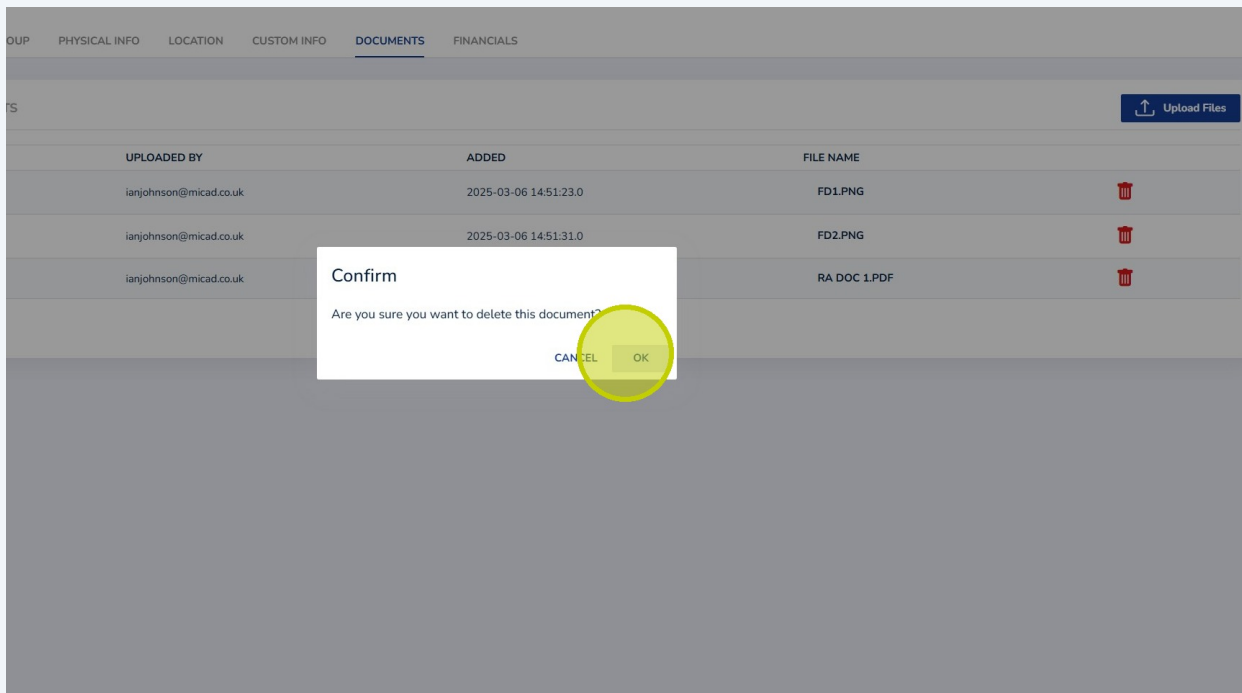 OUP PHYSICAL INFO LOCATION CUSTOM INFO DOCUMENTS FINANCIALS
TS Upload Files
UPLOADED BY ADDED FILE NAME
ianjohnson@micad.co.uk 2025-03-06 14:51:23.0 FD1.PNG
ianjohnson@micad.co.uk 2025-03-06 14:51:31.0 FD2.PNG
ianjohnson@micad.co.uk RA DOC 1.PDF
Confirm
Are you sure you want to delete this document?
CANCEL OK